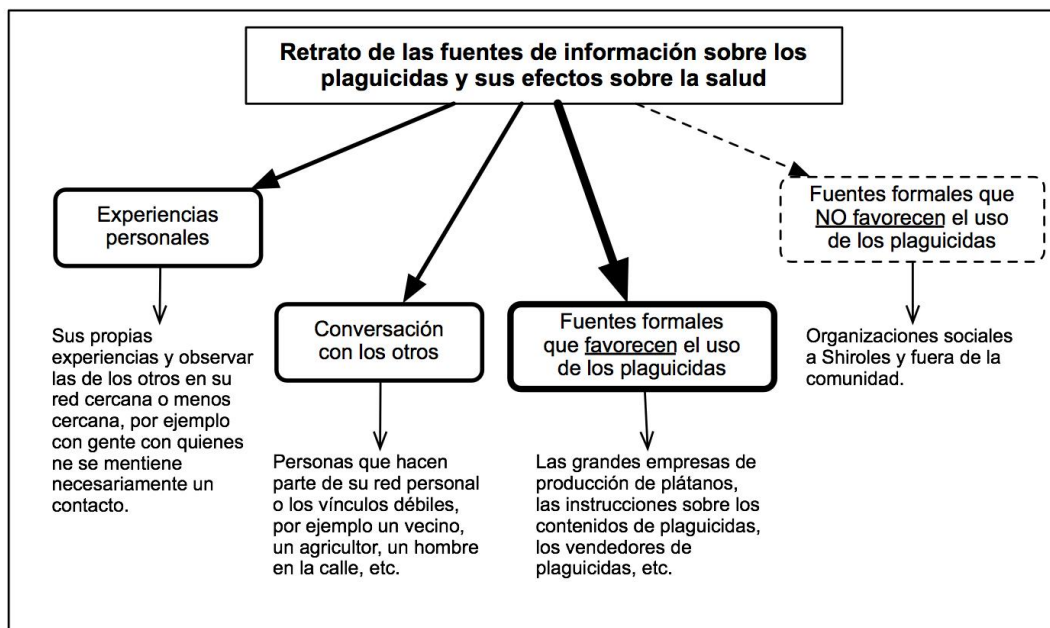 Retrato de las fuentes de información sobre los
plaguicidas y sus efectos sobre la salud
Experiencias
personales
Sus propias
experiencias y observar
las de los otros en su
red cercana o menos
cercana, por ejemplo
con gente con quienes
ne se mentiene
necesariamente un
contacto.
Conversación
con los otros
Personas que hacen
parte de su red personal
o los vínculos débiles,
por ejemplo un vecino,
un agricultor, un hombre
en la calle, etc.
Fuentes formales
que favorecen el uso
de los plaguicidas
Las grandes empresas de
producción de plátanos,
las instrucciones sobre los
contenidos de plaguicidas,
los vendedores de
plaguicidas, etc.
Fuentes formales que
NO favorecen el uso
de los plaguicidas
Organizaciones sociales
a Shiroles y fuera de la
comunidad.